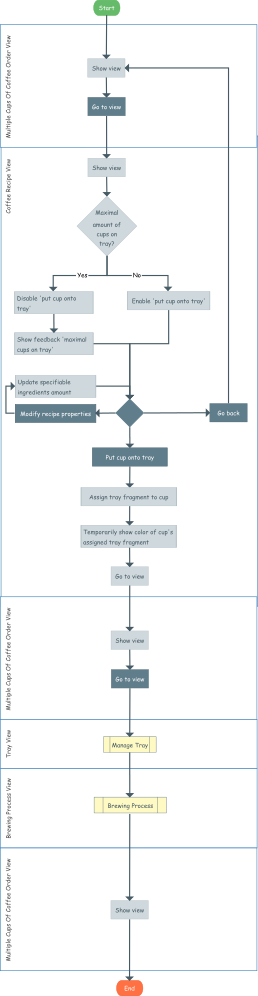 Start
Multiple Cups Of Coffee Order View
Show view
Go to view
Coffee Recipe View
Show view
Maximal
amount of
cups on
tray?
Yes
No
Disable 'put cup onto
tray'
Enable 'put cup onto tray'
Show feedback 'maximal
cups on tray'
Update specifiable
ingredients amount
Modify recipe properties
Go back
Put cup onto tray
Assign tray fragment to cup
Temporarily show color of cup's
assigned tray fragment
Go to view
Multiple Cups Of Coffee Order View
Show view
Go to view
Tray View
Manage Tray
Brewing Process View
Brewing Process
Multiple Cups Of Coffee Order View
Show view
End